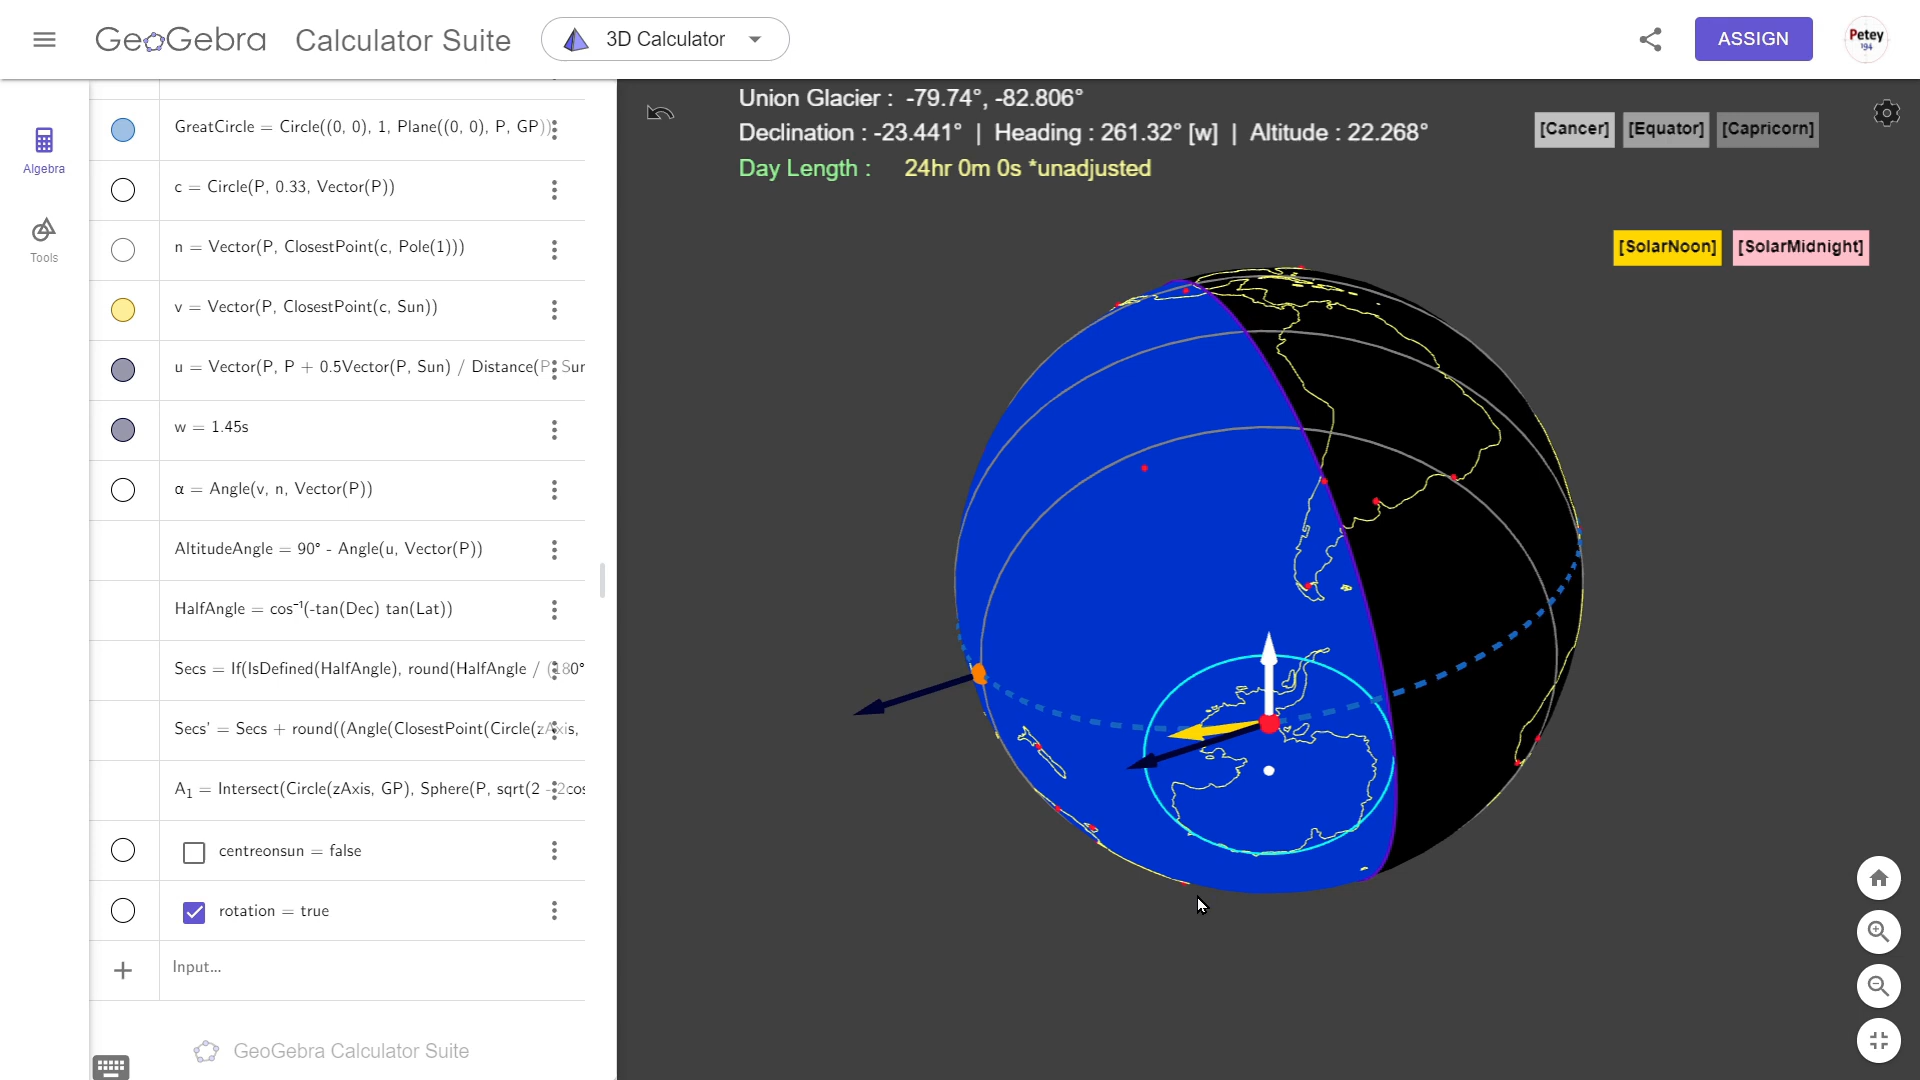 GeoGebra Calculator Suite 3D Calculator ASSIGN Petey
194
Algebra
Tools
GreatCircle = Circle((0, 0), 1, Plane((0, 0), P, GP))
c = Circle(P, 0.33, Vector(P))
n = Vector(P, ClosestPoint(c, Pole(1)))
v = Vector(P, ClosestPoint(c, Sun))
u = Vector(P, P + 0.5Vector(P, Sun) / Distance(P, Sun
w = 1.45s
α = Angle(v, n, Vector(P))
AltitudeAngle = 90° - Angle(u, Vector(P))
HalfAngle = cos⁻¹(-tan(Dec) tan(Lat))
Secs = If(IsDefined(HalfAngle), round(HalfAngle / (180°
Secs' = Secs + round((Angle(ClosestPoint(Circle(zAxis,
A₁ = Intersect(Circle(zAxis, GP), Sphere(P, sqrt(2 - 2cos
centreonsun = false
rotation = true
Input...
GeoGebra Calculator Suite
Union Glacier : -79.74°, -82.806°
Declination : -23.441° | Heading : 261.32° [w] | Altitude : 22.268°
Day Length : 24hr 0m 0s *unadjusted
[Cancer] [Equator] [Capricorn]
[SolarNoon] [SolarMidnight]